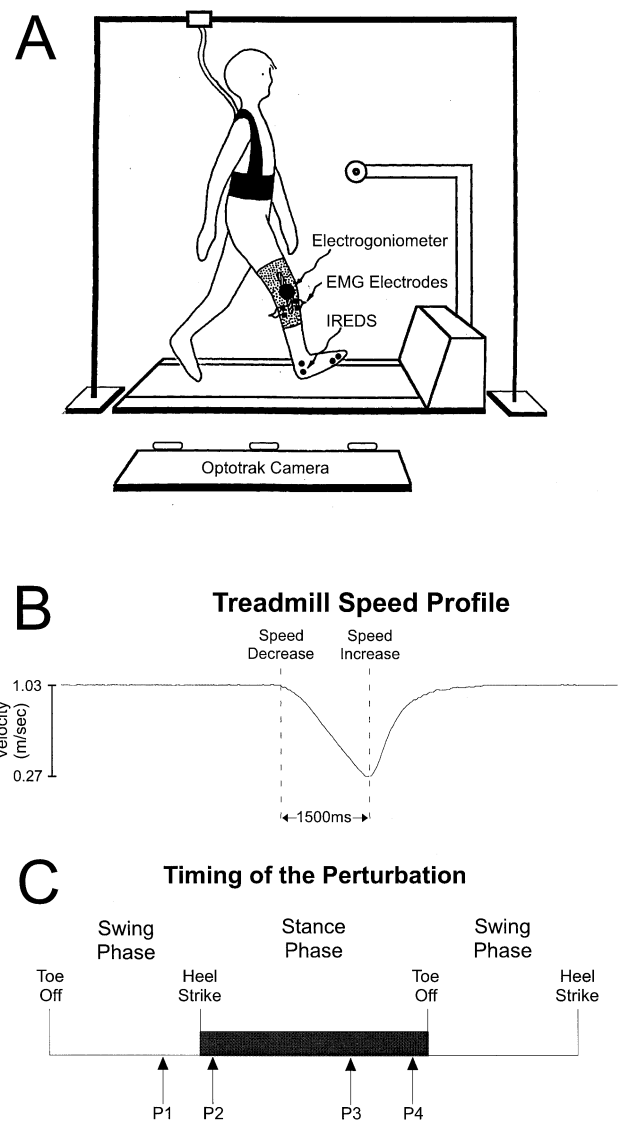 A
Electrogoniometer
EMG Electrodes
IREDS
Optotrak Camera
B
Treadmill Speed Profile
Speed
Decrease
Speed
Increase
Velocity
(m/sec)
1.03
0.27
1500ms
C
Timing of the Perturbation
Swing
Phase
Stance
Phase
Swing
Phase
Toe
Off
Heel
Strike
Toe
Off
Heel
Strike
P1
P2
P3
P4